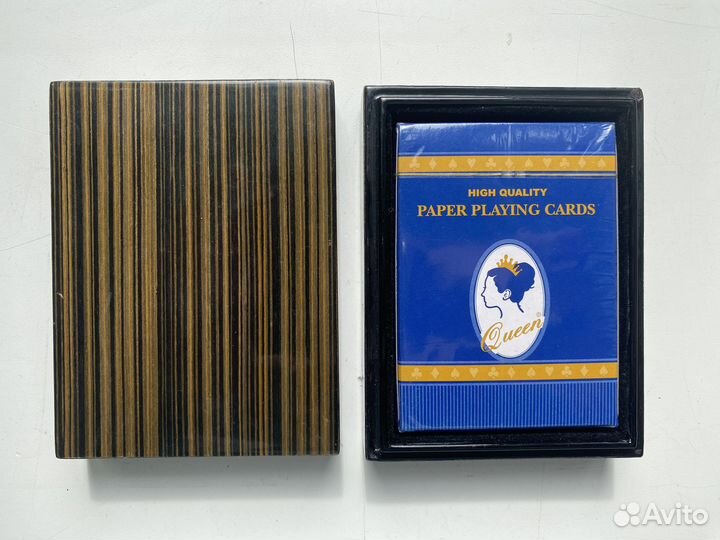 HIGH QUALITY
PAPER PLAYING CARDS
Queen®
Avito